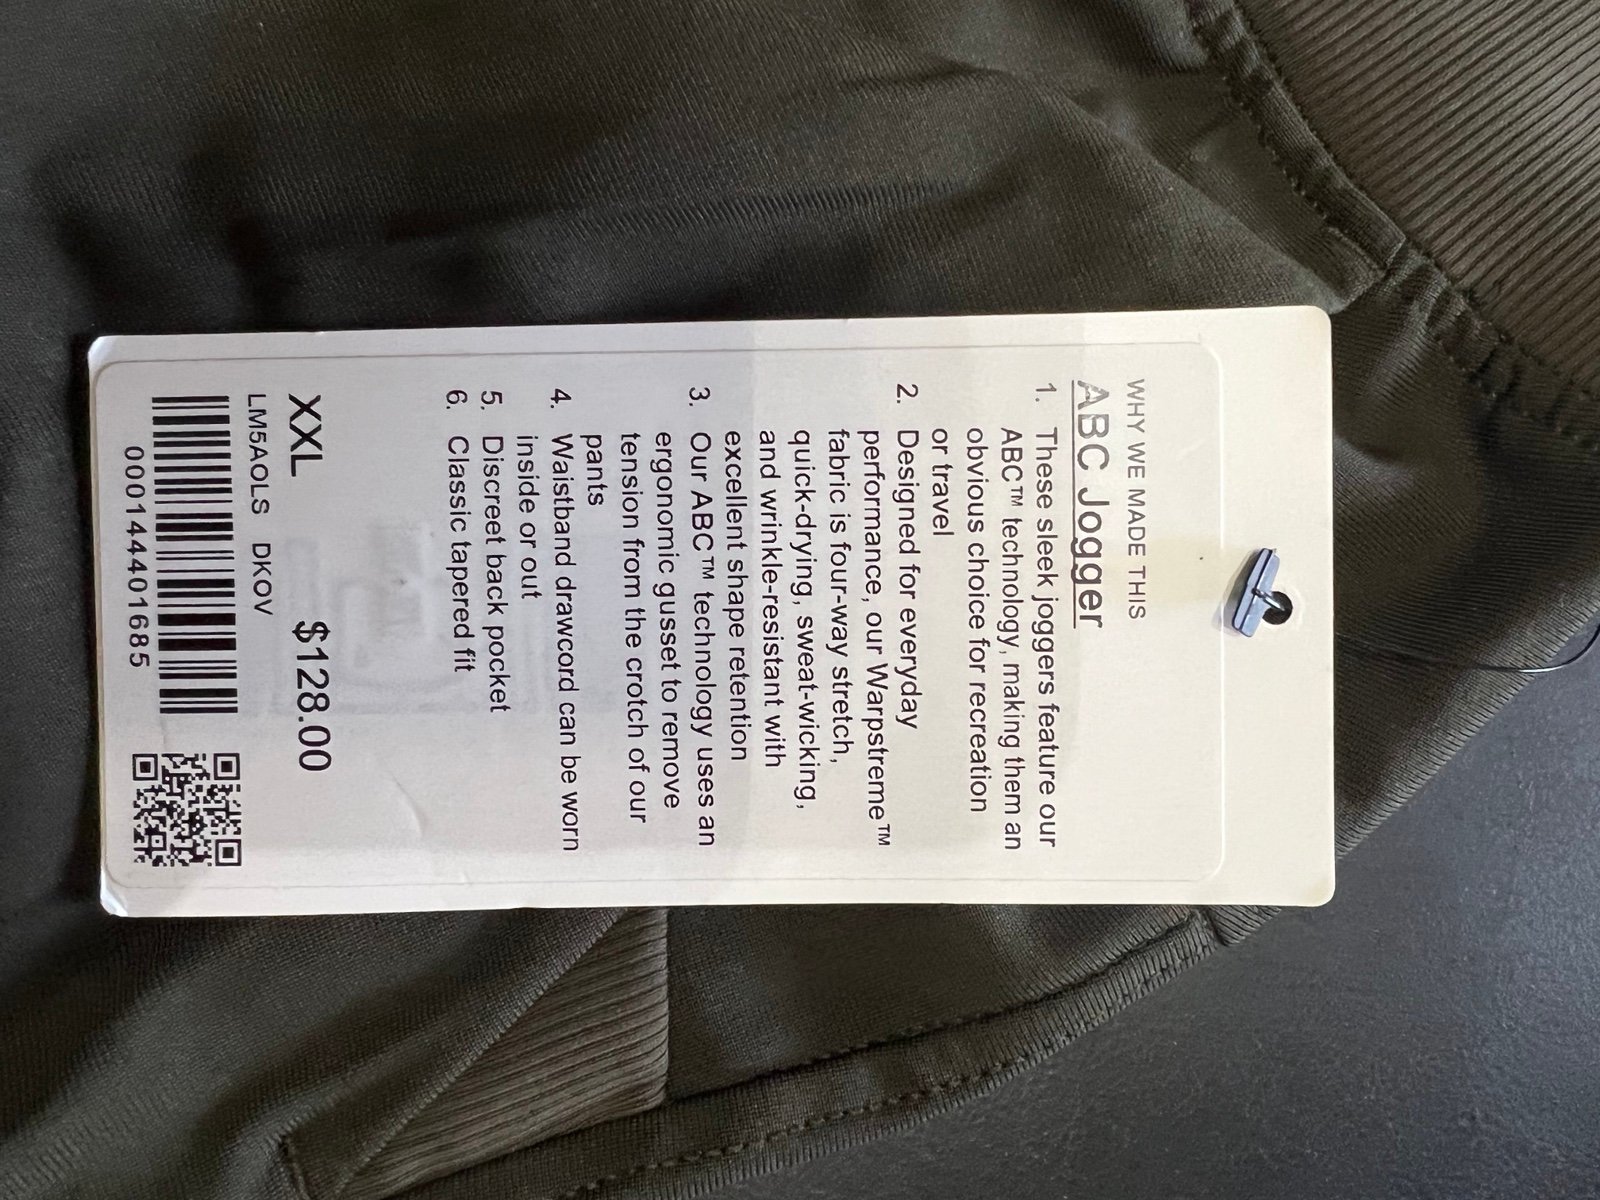 WHY WE MADE THIS
ABC Jogger
1. These sleek joggers feature our
ABC™ technology, making them an
obvious choice for recreation
or travel
2. Designed for everyday
performance, our Warpstreme™
fabric is four-way stretch,
quick-drying, sweat-wicking,
and wrinkle-resistant with
excellent shape retention
3. Our ABC™ technology uses an
ergonomic gusset to remove
tension from the crotch of our
pants
4. Waistband drawcord can be worn
inside or out
5. Discreet back pocket
6. Classic tapered fit
XXL $128.00
LM5AOLS DKOV
000144401685